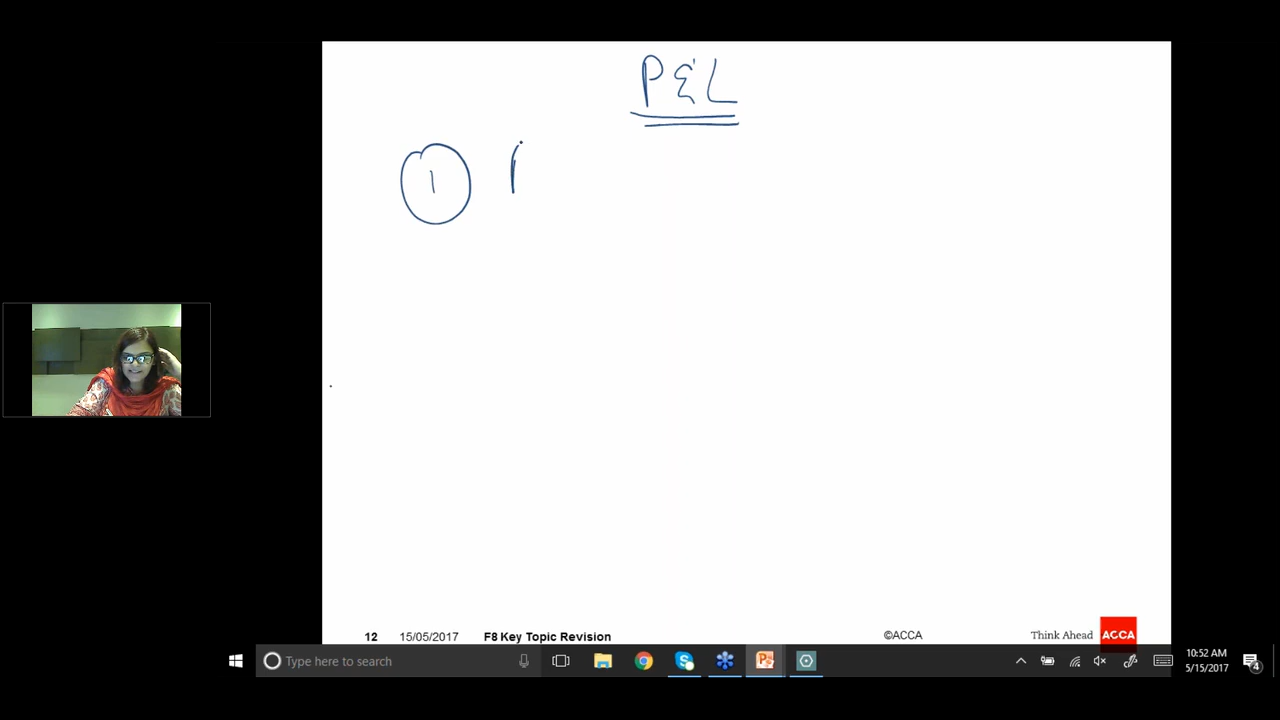 P & L
1
12 15/05/2017 F8 Key Topic Revision ©ACCA Think Ahead ACCA
Type here to search
10:52 AM
5/15/2017
4